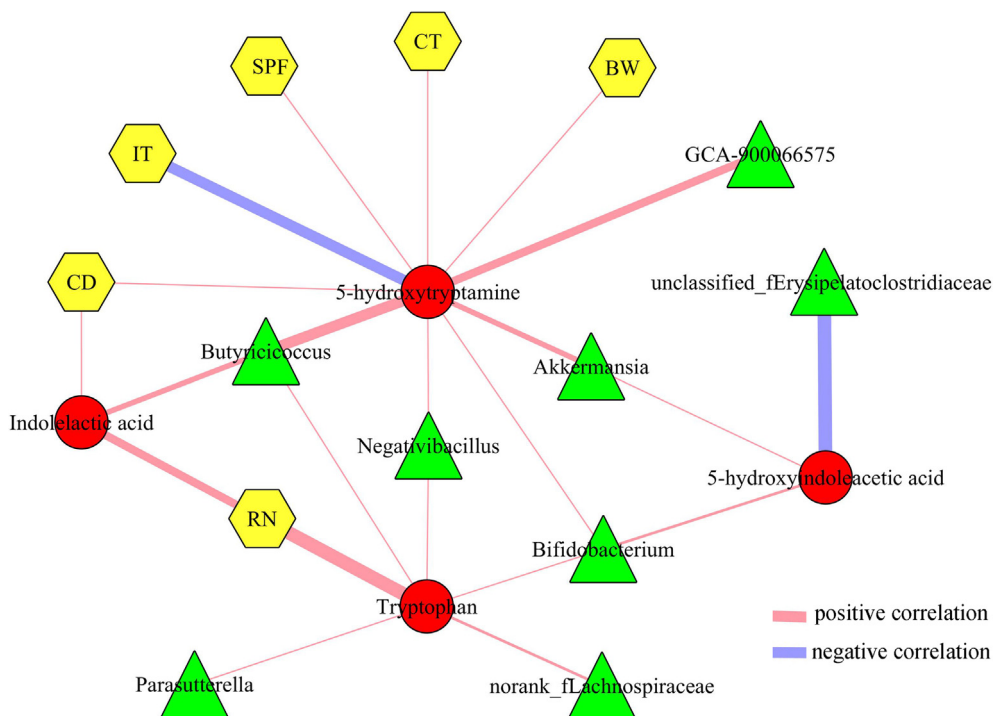 CT
SPF
BW
IT
GCA-900066575
CD
unclassified_fErysipelatoclostridiaceae
5-hydroxytryptamine
Butyricicoccus
Akkermansia
Indolelactic acid
Negativibacillus
5-hydroxyindoleacetic acid
RN
Bifidobacterium
Tryptophan
positive correlation
negative correlation
Parasutterella
norank_fLachnospiraceae